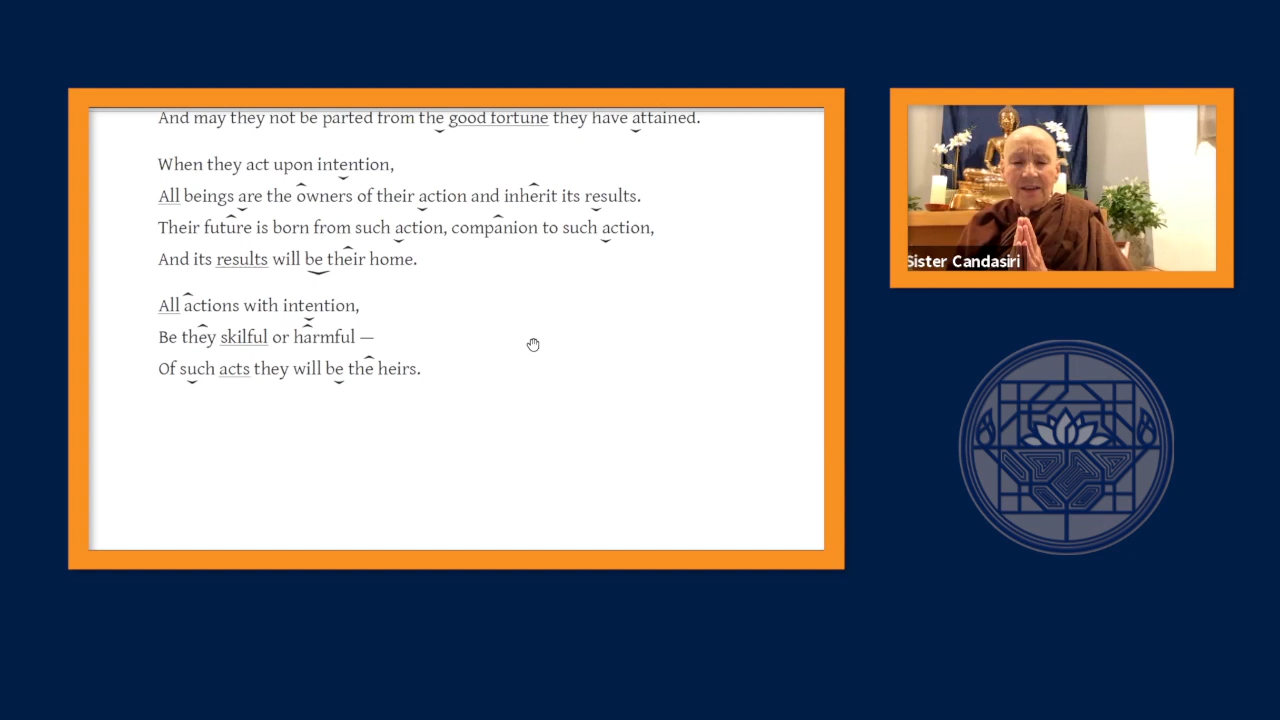 And may they not be parted from the good fortune they have attained.
When they act upon intention,
All beings are the owners of their action and inherit its results.
Their future is born from such action, companion to such action,
And its results will be their home.
All actions with intention,
Be they skilful or harmful —
Of such acts they will be the heirs.
Sister Candasiri